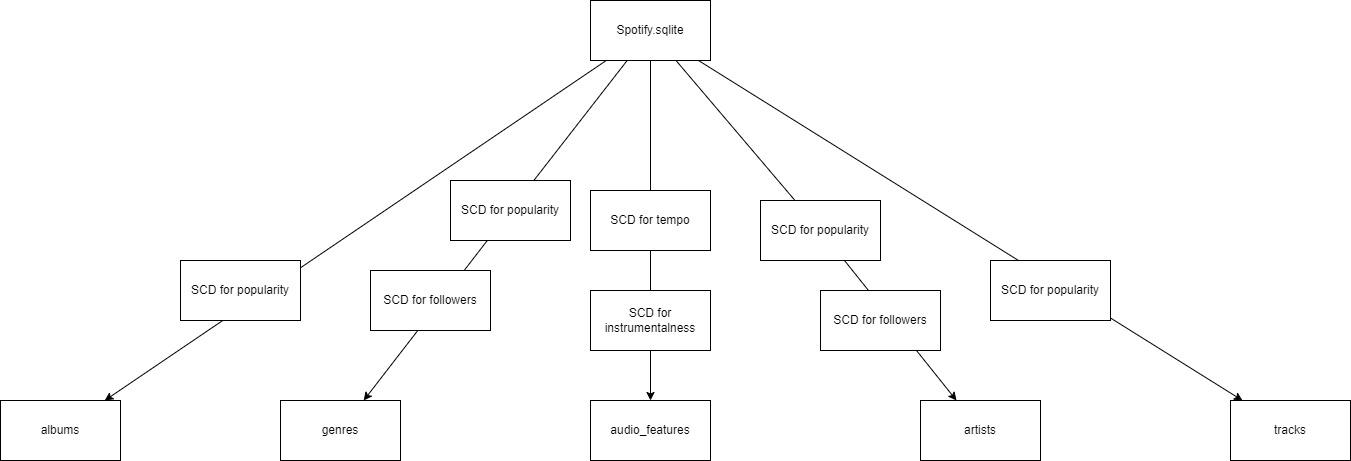 Spotify.sqlite
SCD for popularity
SCD for tempo
SCD for popularity
SCD for popularity
SCD for followers
SCD for
instrumentalness
SCD for followers
SCD for popularity
albums
genres
audio_features
artists
tracks